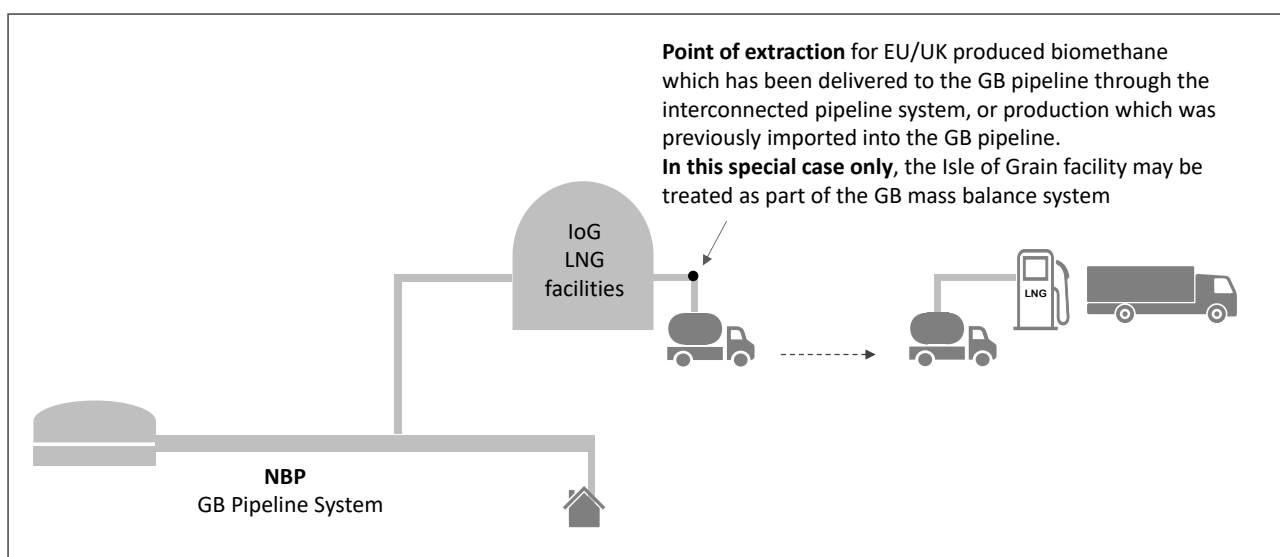 Point of extraction for EU/UK produced biomethane
which has been delivered to the GB pipeline through the
interconnected pipeline system, or production which was
previously imported into the GB pipeline.
In this special case only, the Isle of Grain facility may be
treated as part of the GB mass balance system
IoG
LNG
facilities
LNG
NBP
GB Pipeline System